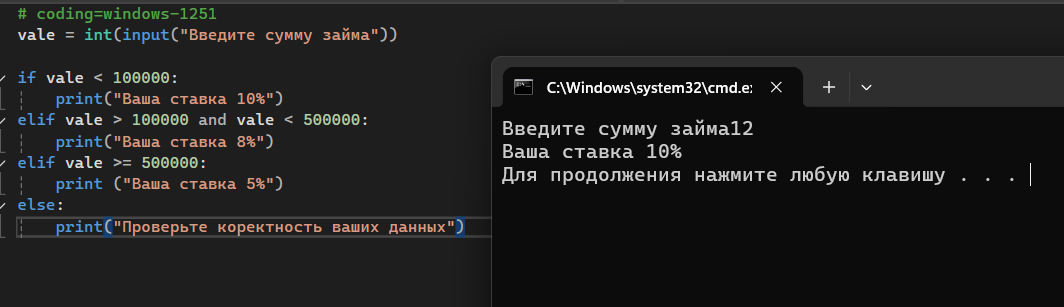 # coding=windows-1251
vale = int(input("Введите сумму займа"))
if vale < 100000:
print("Ваша ставка 10%")
elif vale > 100000 and vale < 500000:
print("Ваша ставка 8%")
elif vale >= 500000:
print ("Ваша ставка 5%")
else:
print("Проверьте коректность ваших данных")
C:\Windows\system32\cmd.ex
Введите сумму займа12
Ваша ставка 10%
Для продолжения нажмите любую клавишу . . .